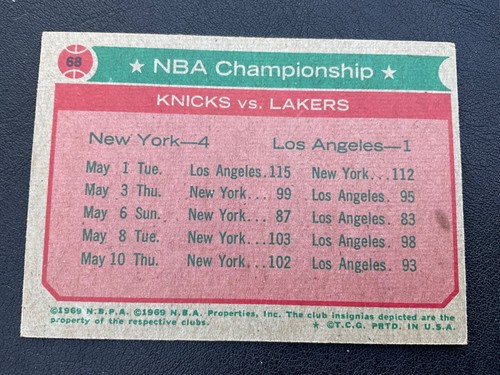 68
★ NBA Championship ★
KNICKS vs. LAKERS
New York—4 Los Angeles—1
May 1 Tue. Los Angeles.115 New York...112
May 3 Thu. New York... 99 Los Angeles. 95
May 6 Sun. New York... 87 Los Angeles. 83
May 8 Tue. New York...103 Los Angeles. 98
May 10 Thu. New York...102 Los Angeles. 93
©1969 N.B.P.A. ©1969 N.B.A. Properties, Inc. The club insignias depicted are the
property of the respective clubs. ★ ©T.C.G. PRTD. IN U.S.A.